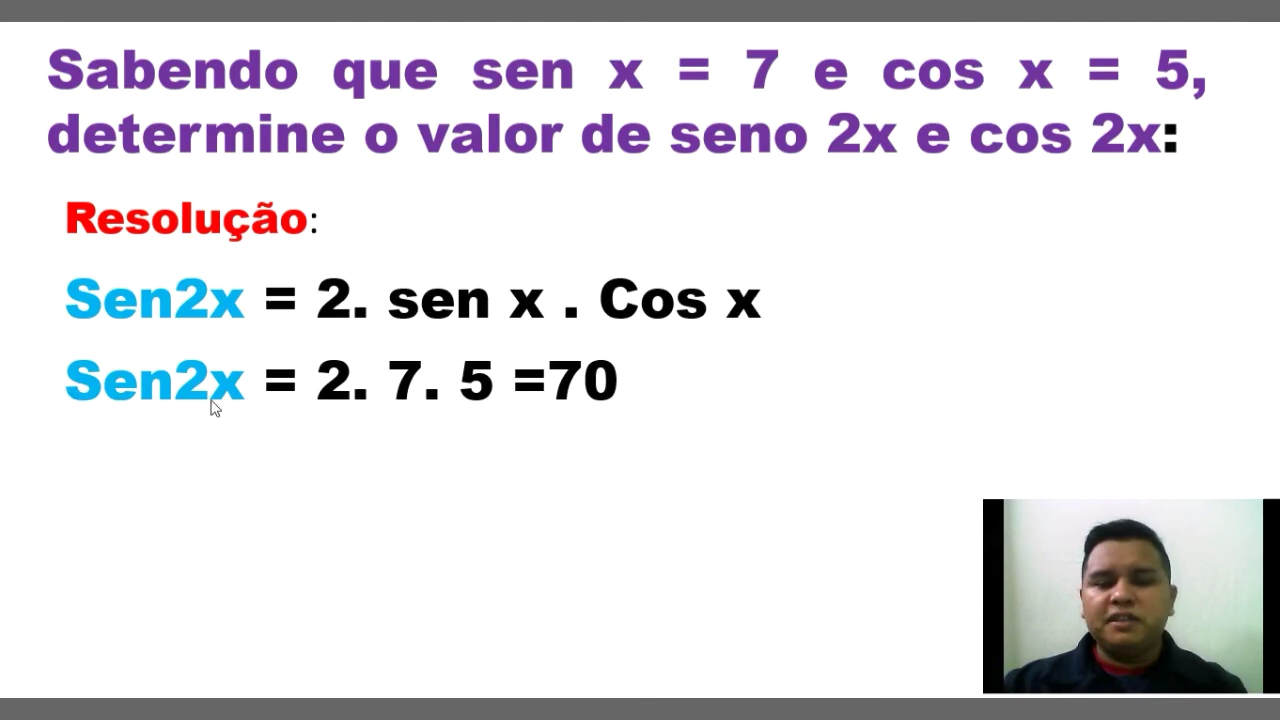 Sabendo que sen x = 7 e cos x = 5,
determine o valor de seno 2x e cos 2x:
Resolução:
Sen2x = 2. sen x . Cos x
Sen2x = 2. 7. 5 =70